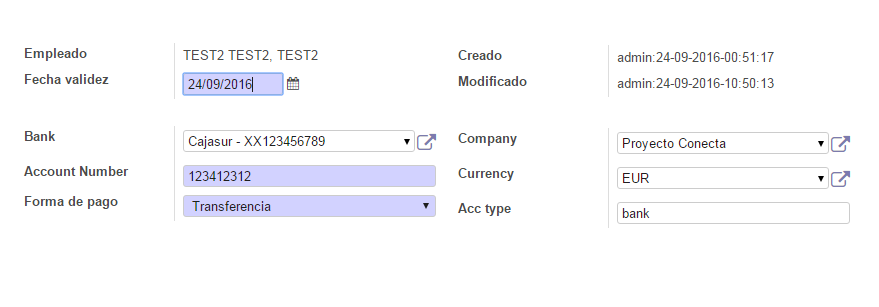 Empleado TEST2 TEST2, TEST2
Fecha validez 24/09/2016
Creado admin:24-09-2016-00:51:17
Modificado admin:24-09-2016-10:50:13
Bank Cajasur - XX123456789
Account Number 123412312
Forma de pago Transferencia
Company Proyecto Conecta
Currency EUR
Acc type bank